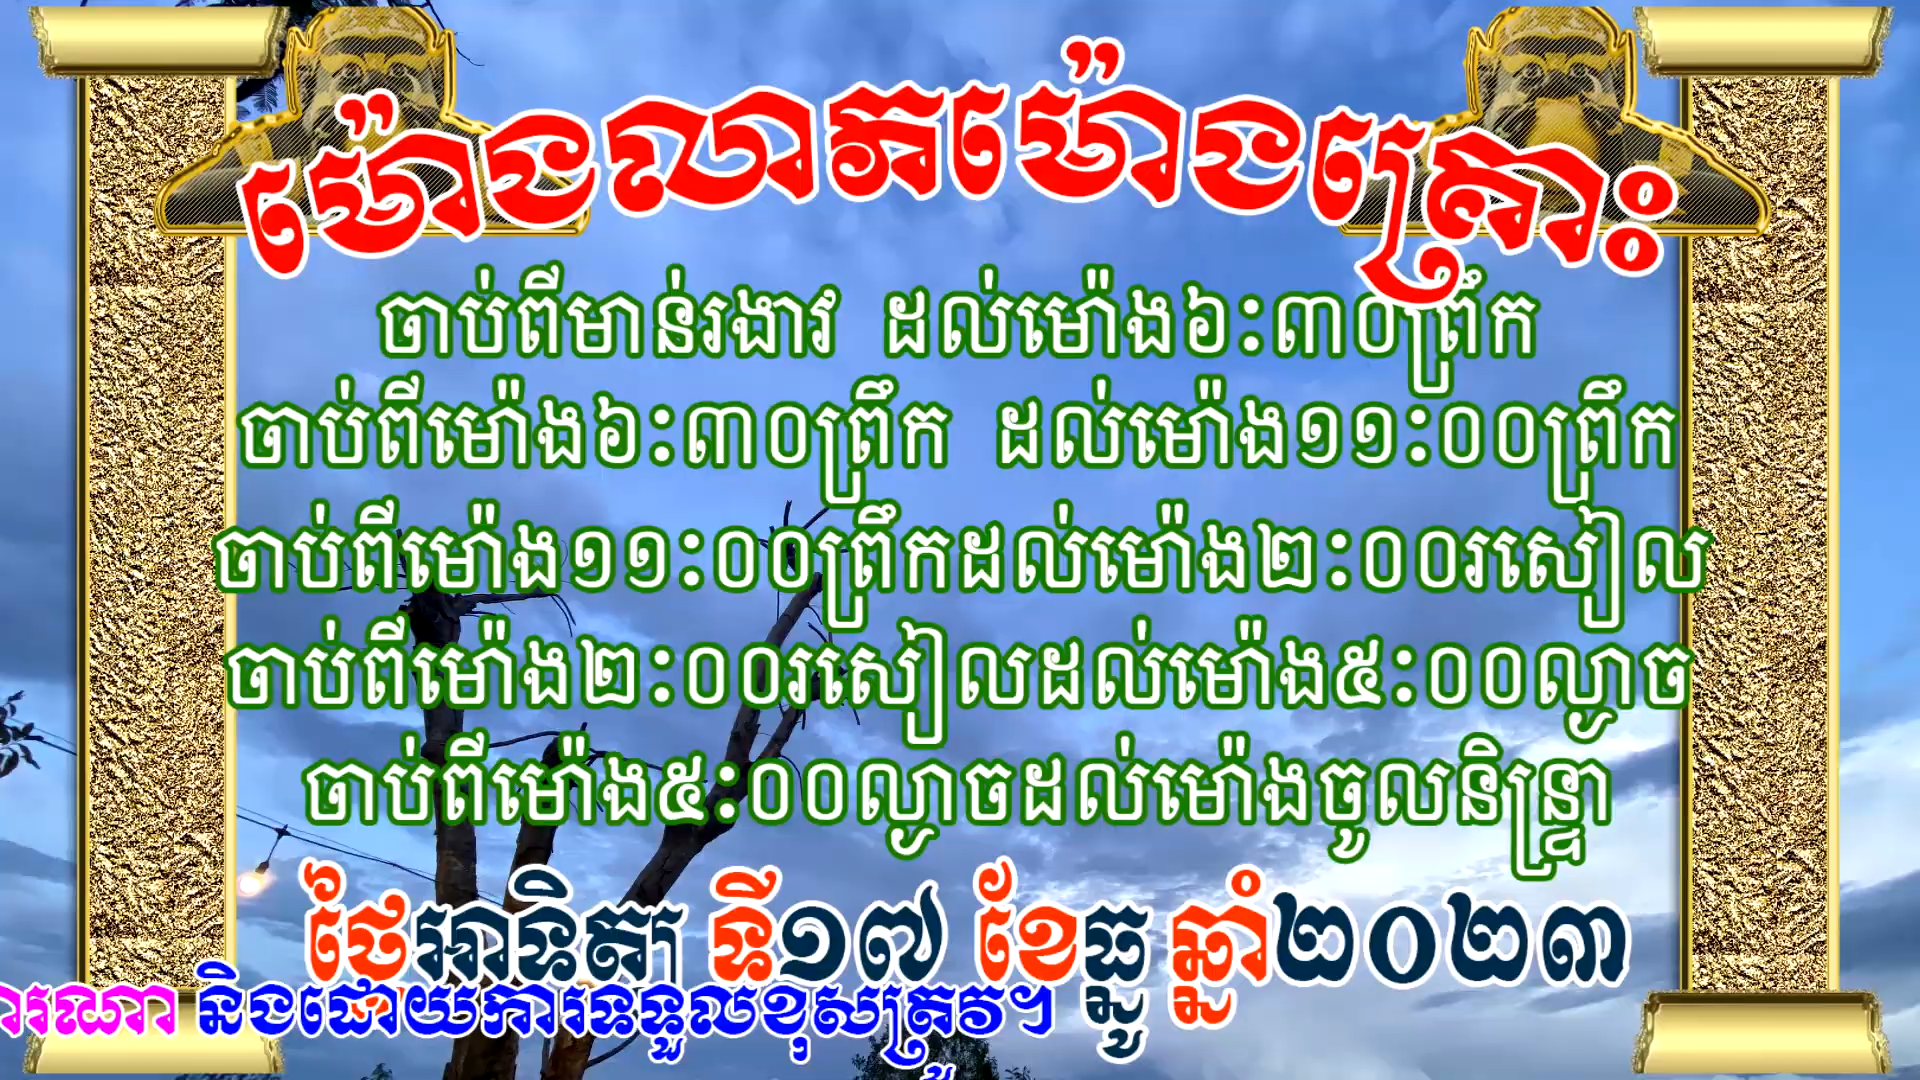 ម៉ោងលាភម៉ោងគ្រោះ
ចាប់ពីមាន់រងាវ ដល់ម៉ោង៦:៣០ព្រឹក
ចាប់ពីម៉ោង៦:៣០ព្រឹក ដល់ម៉ោង១១:០០ព្រឹក
ចាប់ពីម៉ោង១១:០០ព្រឹកដល់ម៉ោង២:០០រសៀល
ចាប់ពីម៉ោង២:០០រសៀលដល់ម៉ោង៥:០០ល្ងាច
ចាប់ពីម៉ោង៥:០០ល្ងាចដល់ម៉ោងចូលនិន្ទ្រា
ថ្ងៃអាទិត្យ ទី១៧ ខែធ្នូ ឆ្នាំ២០២៣
និងដោយការទទួលខុសត្រូវ។